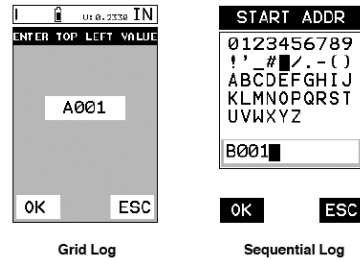 U: 0.2330 IN
ENTER TOP LEFT VALUE
A001
OK ESC
Grid Log
START ADDR
0123456789
!'_# /.-()
ABCDEFGHIJ
KLMNOPQRST
UVWXYZ
B001
OK ESC
Sequential Log